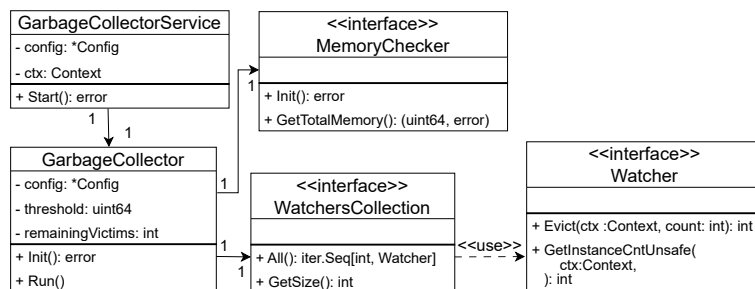 GarbageCollectorService
- config: *Config
- ctx: Context
+ Start(): error
<<interface>>
MemoryChecker
+ Init(): error
+ GetTotalMemory(): (uint64, error)
1
1
1
1
GarbageCollector
- config: *Config
- threshold: uint64
- remainingVictims: int
+ Init(): error
+ Run()
1
1
<<interface>>
WatchersCollection
+ All(): iter.Seq[int, Watcher]
+ GetSize(): int
<<use>>
<<interface>>
Watcher
+ Evict(ctx :Context, count: int): int
+ GetInstanceCntUnsafe(
ctx:Context,
): int